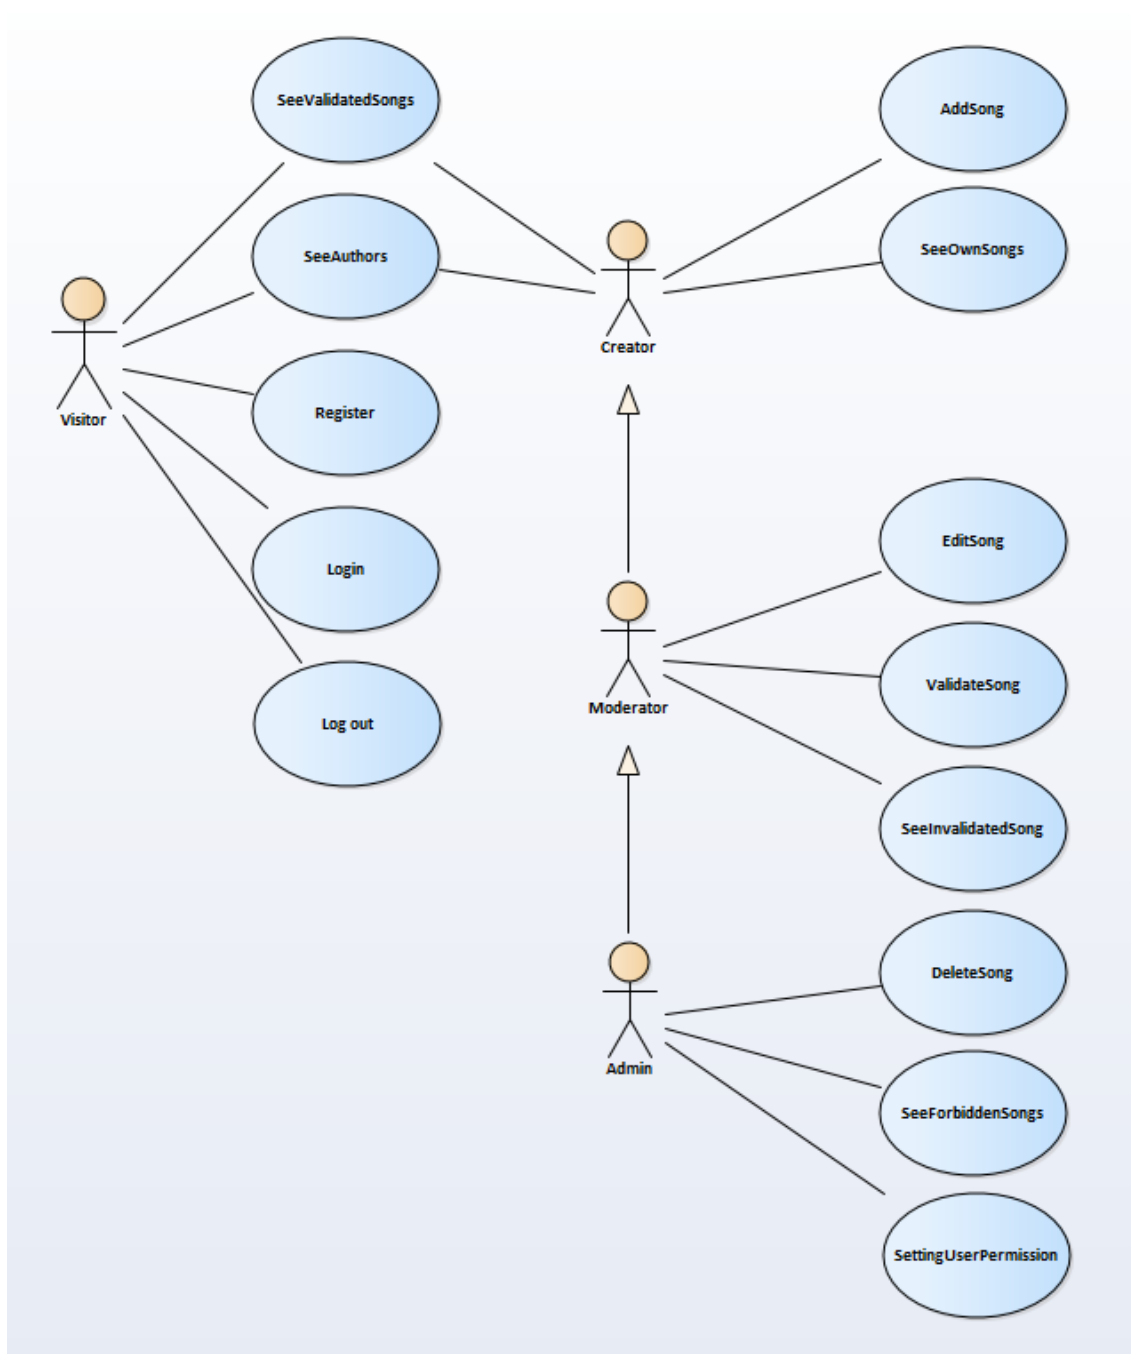 SeeValidatedSongs
AddSong
SeeAuthors
SeeOwnSongs
Creator
Visitor
Register
EditSong
Login
ValidateSong
Moderator
Log out
SeeInvalidatedSong
DeleteSong
Admin
SeeForbiddenSongs
SettingUserPermission